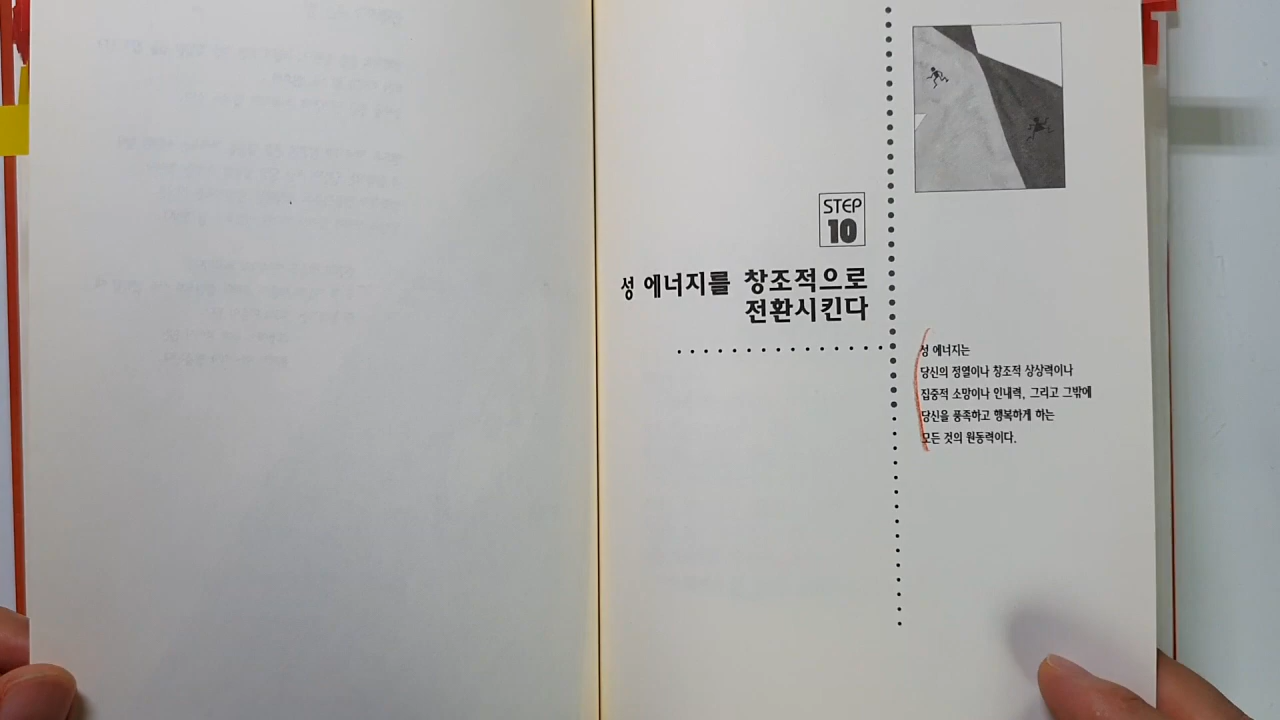 STEP
10
성 에너지를 창조적으로
전환시킨다
성 에너지는
당신의 정열이나 창조적 상상력이나
집중적 소망이나 인내력, 그리고 그밖에
당신을 풍족하고 행복하게 하는
모든 것의 원동력이다.